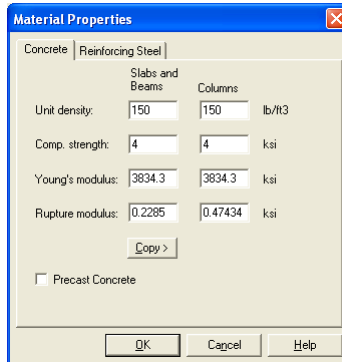 Material Properties
Concrete Reinforcing Steel
Slabs and
Beams Columns
Unit density: 150 150 lb/ft3
Comp. strength: 4 4 ksi
Young's modulus: 3834.3 3834.3 ksi
Rupture modulus: 0.2285 0.47434 ksi
Copy >
Precast Concrete
OK Cancel Help